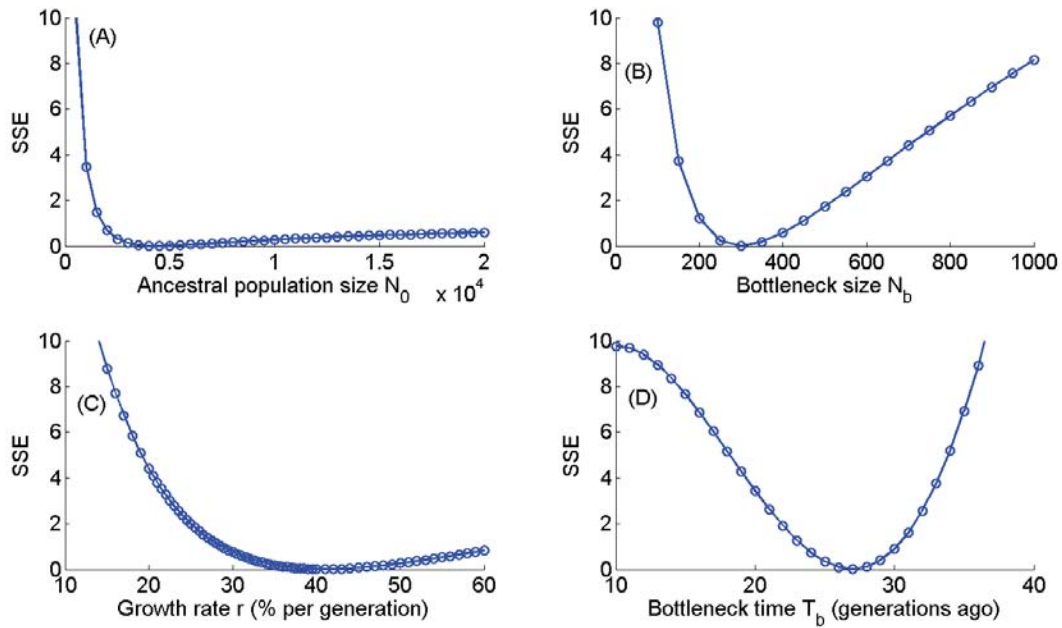 (A)
SSE
10
8
6
4
2
0
0 0.5 1 1.5 2
Ancestral population size N_0 x 10^4
(B)
SSE
10
8
6
4
2
0
0 200 400 600 800 1000
Bottleneck size N_b
(C)
SSE
10
8
6
4
2
0
10 20 30 40 50 60
Growth rate r (% per generation)
(D)
SSE
10
8
6
4
2
0
10 20 30 40
Bottleneck time T_b (generations ago)